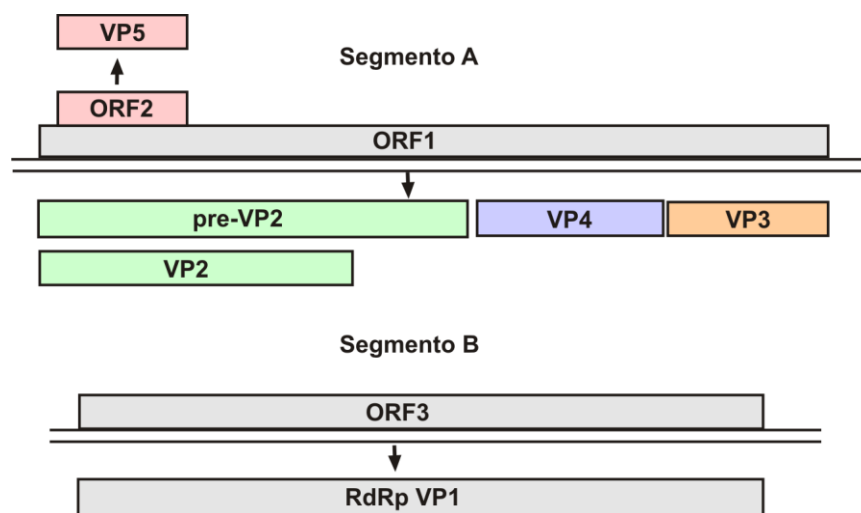 VP5
Segmento A
ORF2
ORF1
pre-VP2
VP4
VP3
VP2
Segmento B
ORF3
RdRp VP1